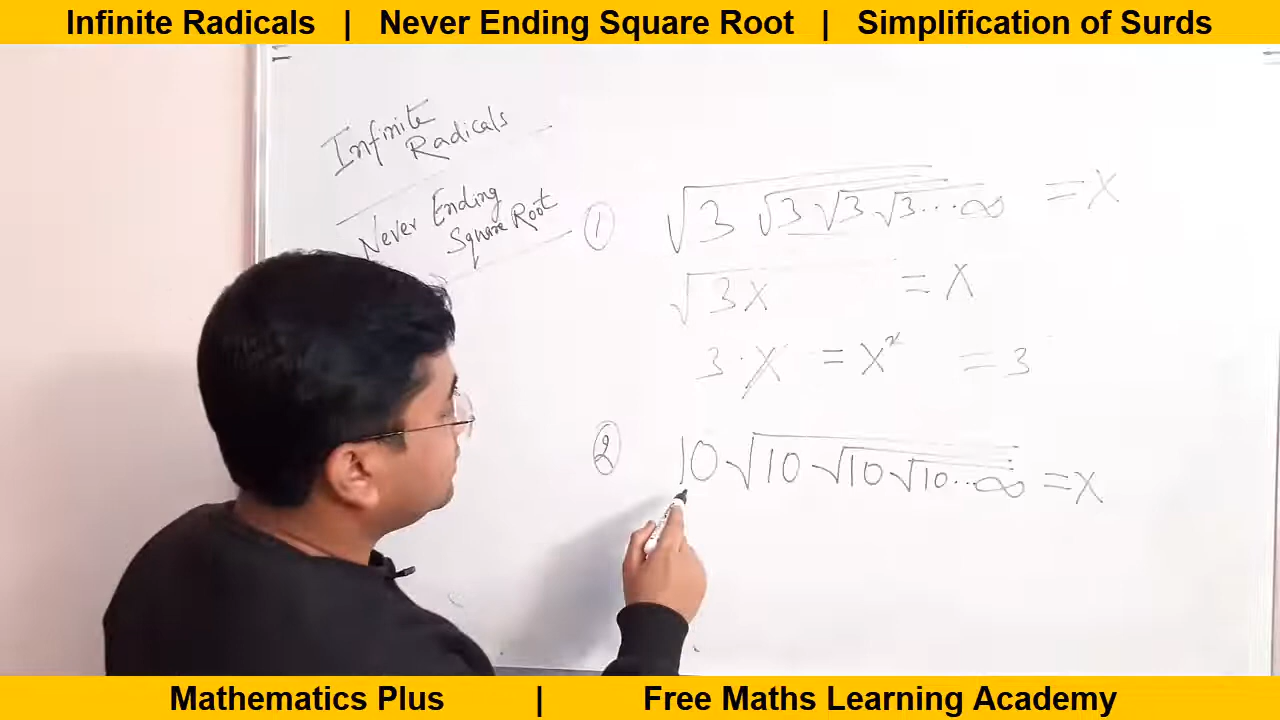 Infinite Radicals | Never Ending Square Root | Simplification of Surds
Infinite
Radicals
Never Ending
Square Root
① √3√3√3√3...∞ = X
√3X = X
3·X = X² = 3
② 10√10√10√10...∞ = X
Mathematics Plus | Free Maths Learning Academy